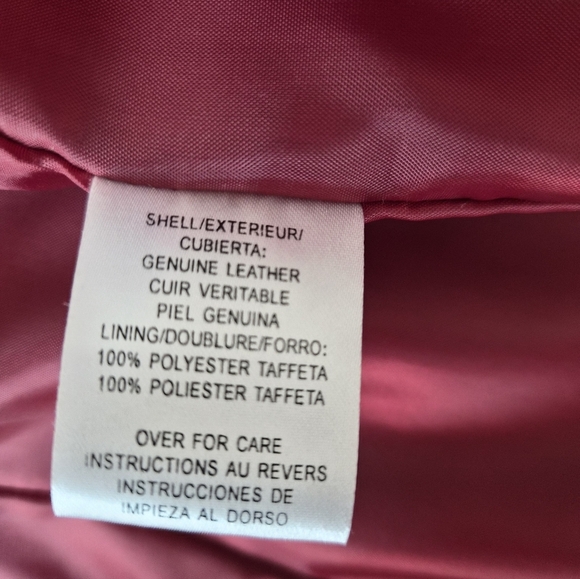 SHELL/EXTERIEUR/
CUBIERTA:
GENUINE LEATHER
CUIR VERITABLE
PIEL GENUINA
LINING/DOUBLURE/FORRO:
100% POLYESTER TAFFETA
100% POLIESTER TAFFETA
OVER FOR CARE
INSTRUCTIONS AU REVERS
INSTRUCCIONES DE
IMPIEZA AL DORSO